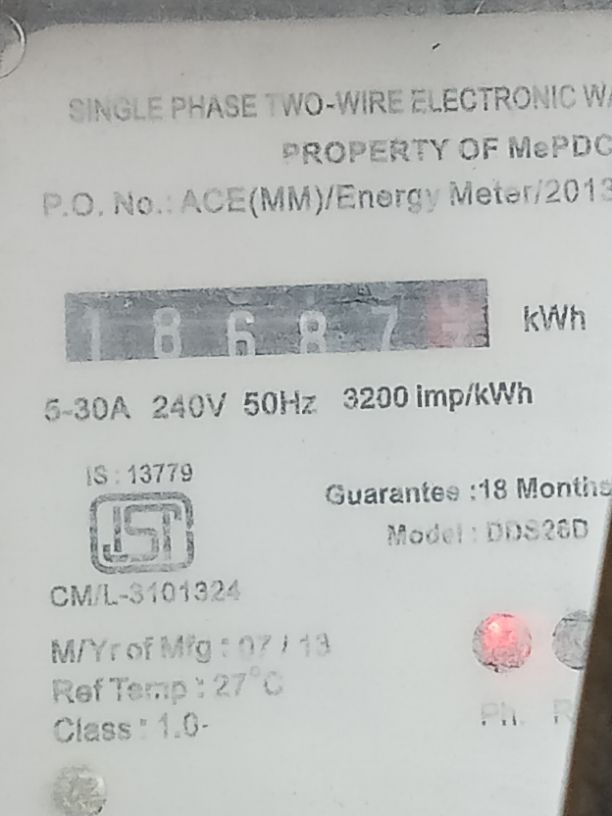 SINGLE PHASE TWO-WIRE ELECTRONIC
PROPERTY OF MePDC
P.O. No.: ACE(MM)/Energy Meter/2013
1 8 6 8 7
kWh
5-30A 240V 50Hz 3200 imp/kWh
IS : 13779
Guarantee :18 Months
Model : DDS26D
CM/L-3101324
M/Yr of Mfg : 07 / 13
Ref Temp : 27°C
Class : 1.0-
Ph.